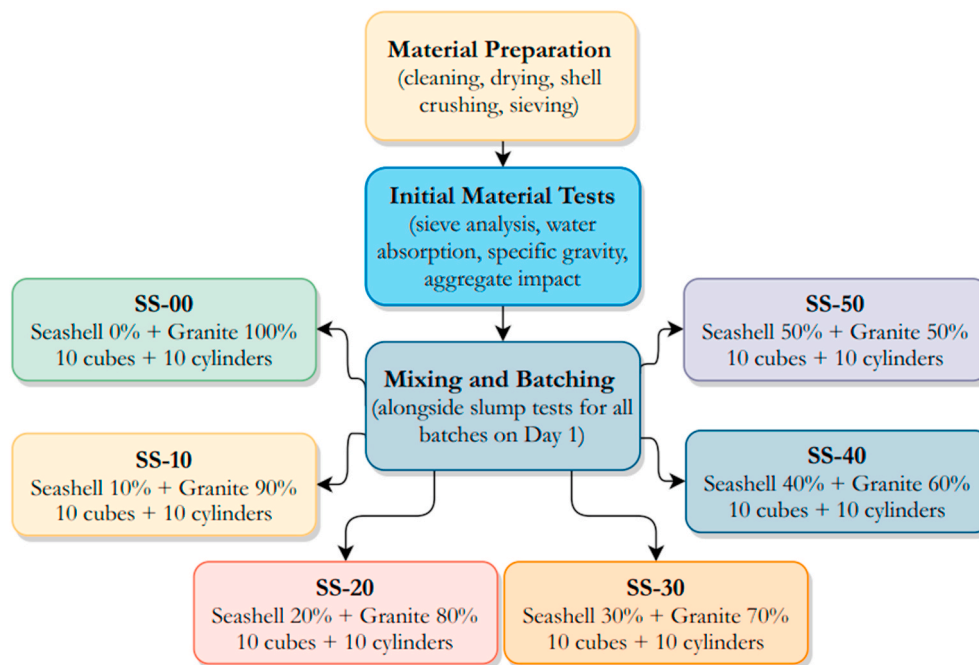 Material Preparation
(cleaning, drying, shell
crushing, sieving)
Initial Material Tests
(sieve analysis, water
absorption, specific gravity,
aggregate impact
SS-00
Seashell 0% + Granite 100%
10 cubes + 10 cylinders
SS-50
Seashell 50% + Granite 50%
10 cubes + 10 cylinders
Mixing and Batching
(alongside slump tests for all
batches on Day 1)
SS-10
Seashell 10% + Granite 90%
10 cubes + 10 cylinders
SS-40
Seashell 40% + Granite 60%
10 cubes + 10 cylinders
SS-20
Seashell 20% + Granite 80%
10 cubes + 10 cylinders
SS-30
Seashell 30% + Granite 70%
10 cubes + 10 cylinders